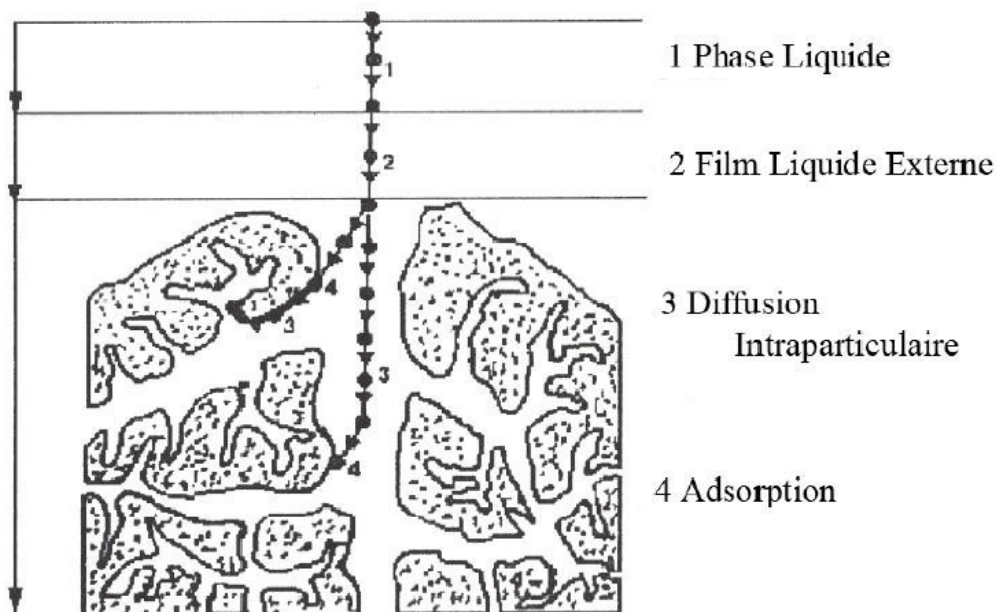 1 Phase Liquide
1
2 Film Liquide Externe
2
4
3
3 Diffusion
Intraparticulaire
3
4
4 Adsorption